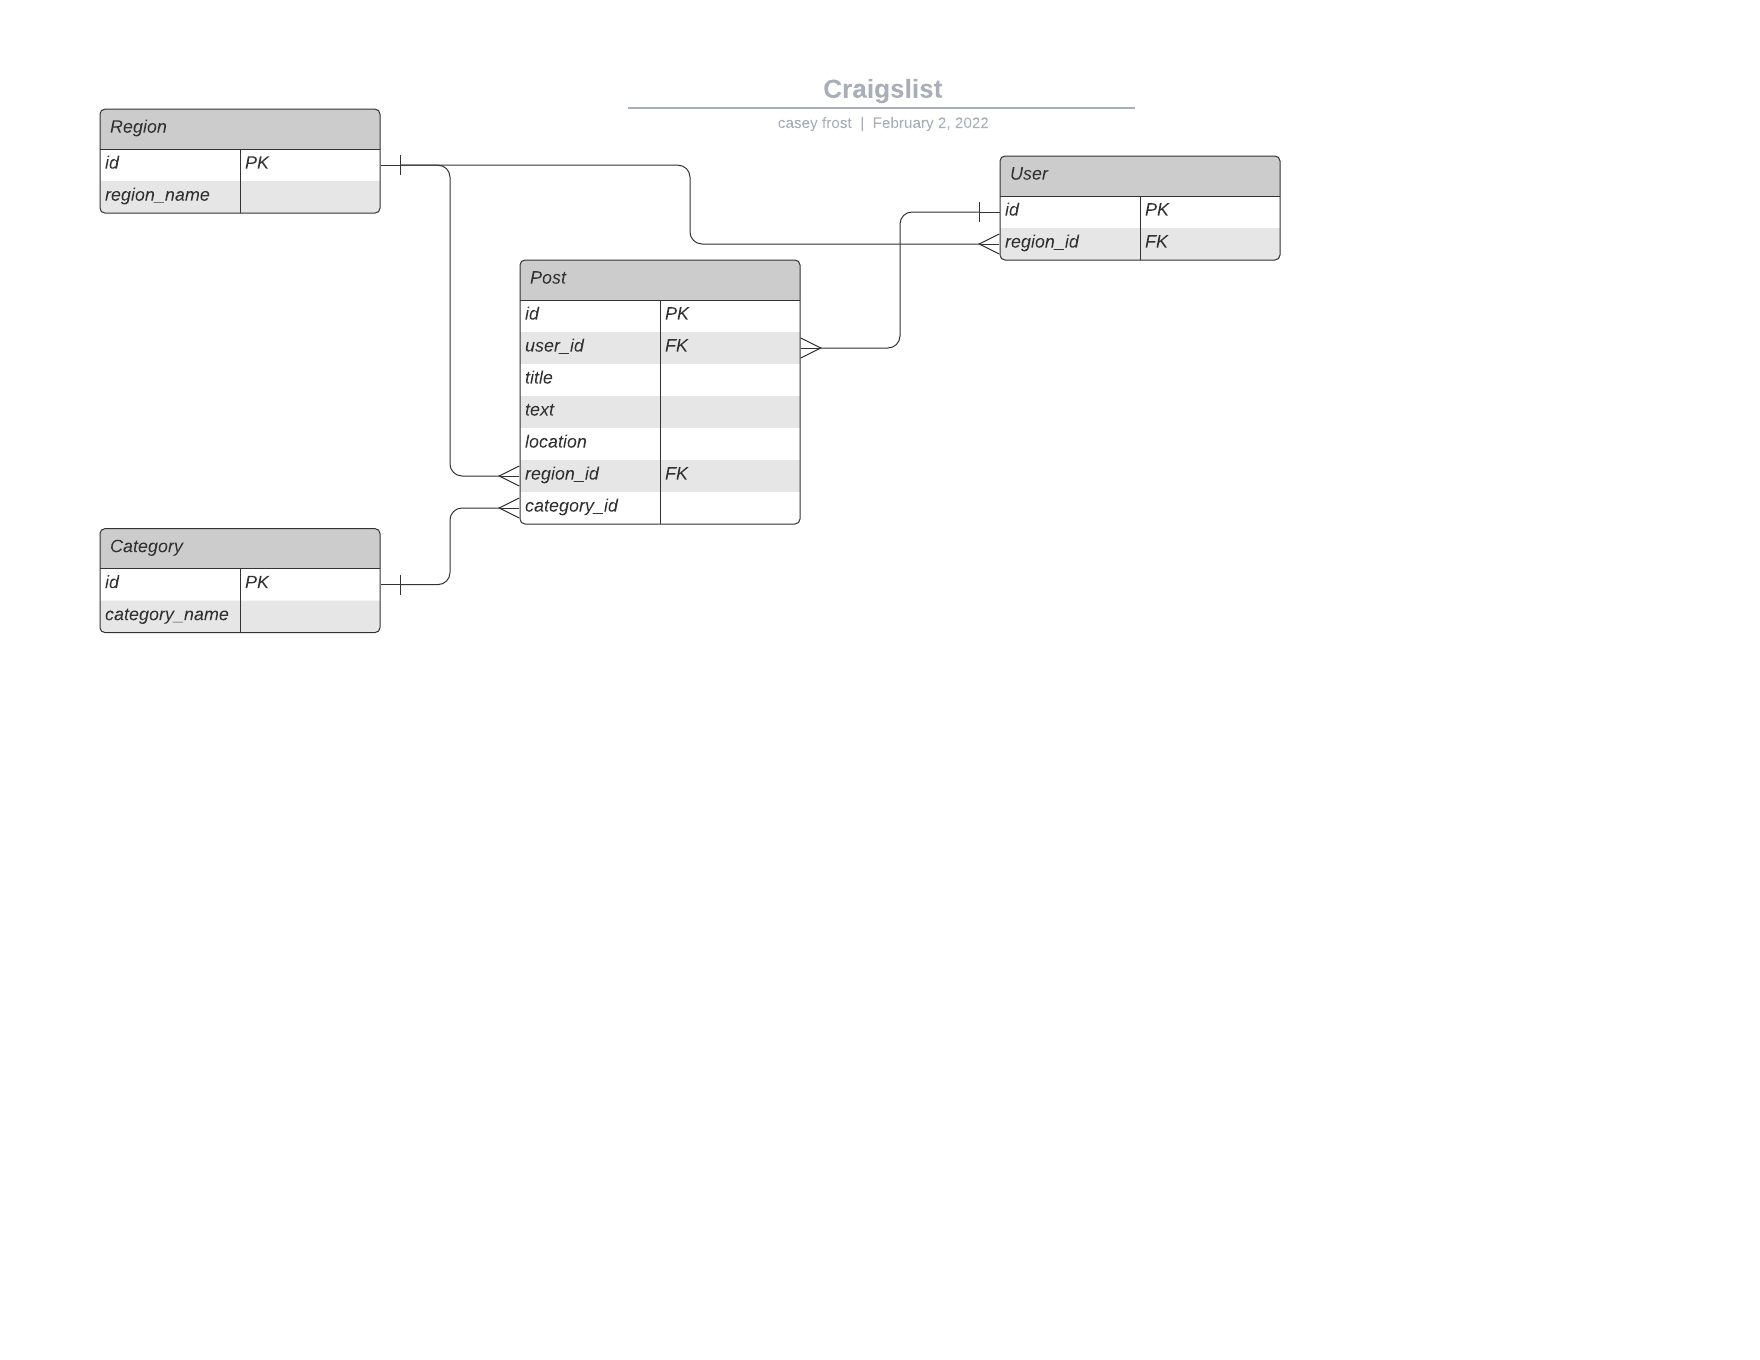 Craigslist
casey frost | February 2, 2022
Region
id PK
region_name
User
id PK
region_id FK
Post
id PK
user_id FK
title
text
location
region_id FK
category_id
Category
id PK
category_name